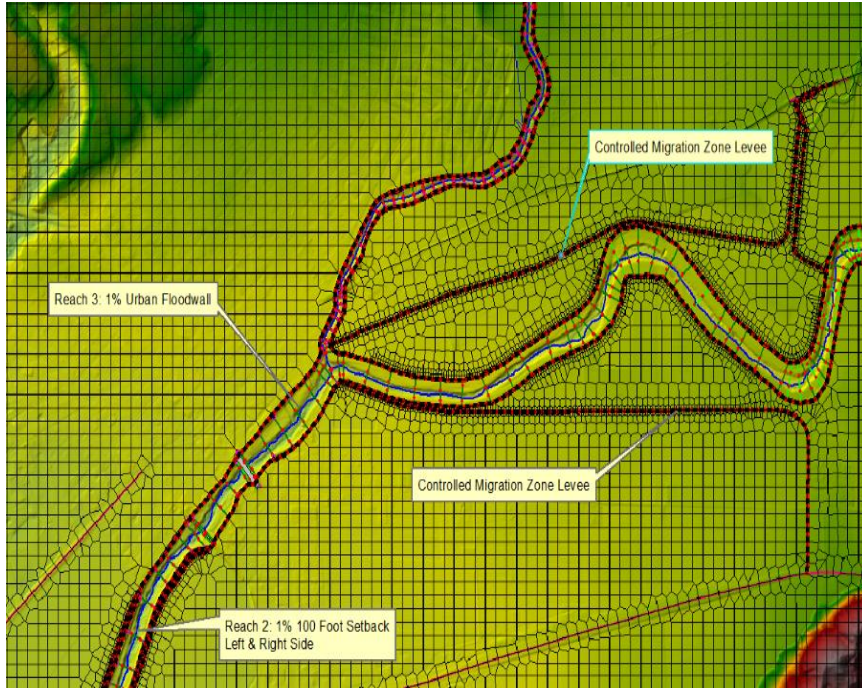 Controlled Migration Zone Levee
Reach 3: 1% Urban Floodwall
Controlled Migration Zone Levee
Reach 2: 1% 100 Foot Setback
Left & Right Side